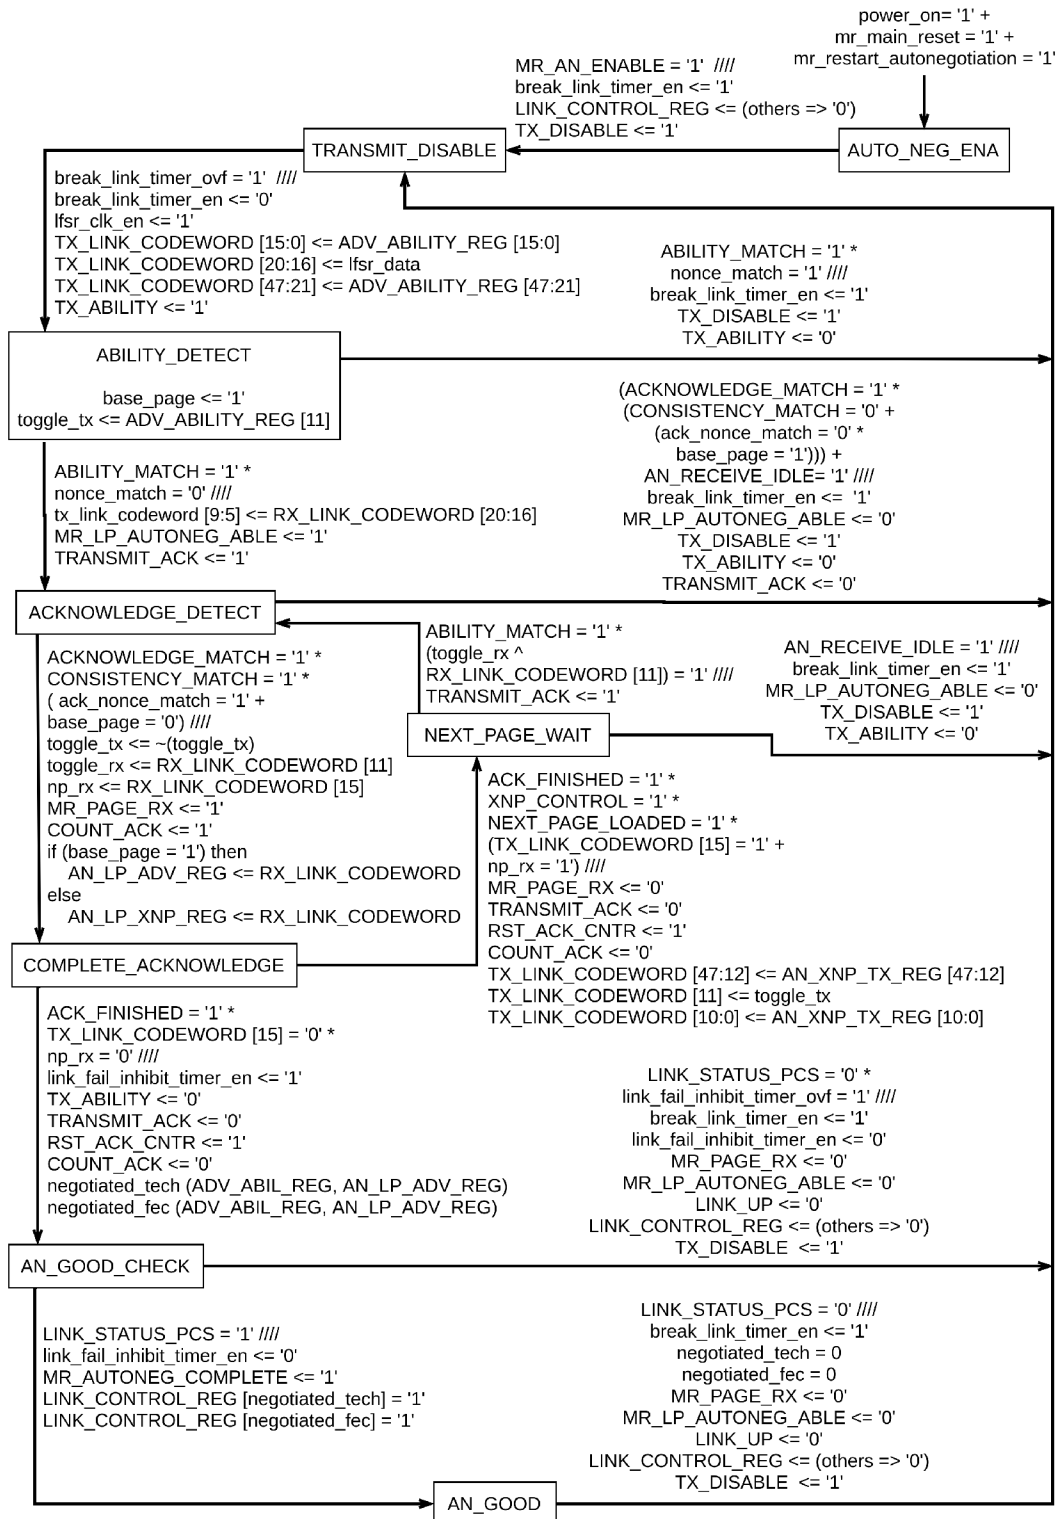 power_on= '1' +
mr_main_reset = '1' +
mr_restart_autonegotiation = '1'
MR_AN_ENABLE = '1' ////
break_link_timer_en <= '1'
LINK_CONTROL_REG <= (others => '0')
TX_DISABLE <= '1'
TRANSMIT_DISABLE
AUTO_NEG_ENA
break_link_timer_ovf = '1' ////
break_link_timer_en <= '0'
lfsr_clk_en <= '1'
TX_LINK_CODEWORD [15:0] <= ADV_ABILITY_REG [15:0]
TX_LINK_CODEWORD [20:16] <= lfsr_data
TX_LINK_CODEWORD [47:21] <= ADV_ABILITY_REG [47:21]
TX_ABILITY <= '1'
ABILITY_MATCH = '1' *
nonce_match = '1' ////
break_link_timer_en <= '1'
TX_DISABLE <= '1'
TX_ABILITY <= '0'
ABILITY_DETECT
base_page <= '1'
toggle_tx <= ADV_ABILITY_REG [11]
(ACKNOWLEDGE_MATCH = '1' *
(CONSISTENCY_MATCH = '0' +
(ack_nonce_match = '0' *
base_page = '1'))) +
AN_RECEIVE_IDLE= '1' ////
break_link_timer_en <= '1'
MR_LP_AUTONEG_ABLE <= '0'
TX_DISABLE <= '1'
TX_ABILITY <= '0'
TRANSMIT_ACK <= '0'
ABILITY_MATCH = '1' *
nonce_match = '0' ////
tx_link_codeword [9:5] <= RX_LINK_CODEWORD [20:16]
MR_LP_AUTONEG_ABLE <= '1'
TRANSMIT_ACK <= '1'
ACKNOWLEDGE_DETECT
ABILITY_MATCH = '1' *
(toggle_rx ^
RX_LINK_CODEWORD [11]) = '1' ////
TRANSMIT_ACK <= '1'
AN_RECEIVE_IDLE = '1' ////
break_link_timer_en <= '1'
MR_LP_AUTONEG_ABLE <= '0'
TX_DISABLE <= '1'
TX_ABILITY <= '0'
ACKNOWLEDGE_MATCH = '1' *
CONSISTENCY_MATCH = '1' *
( ack_nonce_match = '1' +
base_page = '0') ////
toggle_tx <= ~(toggle_tx)
toggle_rx <= RX_LINK_CODEWORD [11]
np_rx <= RX_LINK_CODEWORD [15]
MR_PAGE_RX <= '1'
COUNT_ACK <= '1'
if (base_page = '1') then
AN_LP_ADV_REG <= RX_LINK_CODEWORD
else
AN_LP_XNP_REG <= RX_LINK_CODEWORD
NEXT_PAGE_WAIT
ACK_FINISHED = '1' *
XNP_CONTROL = '1' *
NEXT_PAGE_LOADED = '1' *
(TX_LINK_CODEWORD [15] = '1' +
np_rx = '1') ////
MR_PAGE_RX <= '0'
TRANSMIT_ACK <= '0'
RST_ACK_CNTR <= '1'
COUNT_ACK <= '0'
TX_LINK_CODEWORD [47:12] <= AN_XNP_TX_REG [47:12]
TX_LINK_CODEWORD [11] <= toggle_tx
TX_LINK_CODEWORD [10:0] <= AN_XNP_TX_REG [10:0]
COMPLETE_ACKNOWLEDGE
ACK_FINISHED = '1' *
TX_LINK_CODEWORD [15] = '0' *
np_rx = '0' ////
link_fail_inhibit_timer_en <= '1'
TX_ABILITY <= '0'
TRANSMIT_ACK <= '0'
RST_ACK_CNTR <= '1'
COUNT_ACK <= '0'
negotiated_tech (ADV_ABIL_REG, AN_LP_ADV_REG)
negotiated_fec (ADV_ABIL_REG, AN_LP_ADV_REG)
LINK_STATUS_PCS = '0' *
link_fail_inhibit_timer_ovf = '1' ////
break_link_timer_en <= '1'
link_fail_inhibit_timer_en <= '0'
MR_PAGE_RX <= '0'
MR_LP_AUTONEG_ABLE <= '0'
LINK_UP <= '0'
LINK_CONTROL_REG <= (others => '0')
TX_DISABLE <= '1'
AN_GOOD_CHECK
LINK_STATUS_PCS = '1' ////
link_fail_inhibit_timer_en <= '0'
MR_AUTONEG_COMPLETE <= '1'
LINK_CONTROL_REG [negotiated_tech] = '1'
LINK_CONTROL_REG [negotiated_fec] = '1'
LINK_STATUS_PCS = '0' ////
break_link_timer_en <= '1'
negotiated_tech = 0
negotiated_fec = 0
MR_PAGE_RX <= '0'
MR_LP_AUTONEG_ABLE <= '0'
LINK_UP <= '0'
LINK_CONTROL_REG <= (others => '0')
TX_DISABLE <= '1'
AN_GOOD